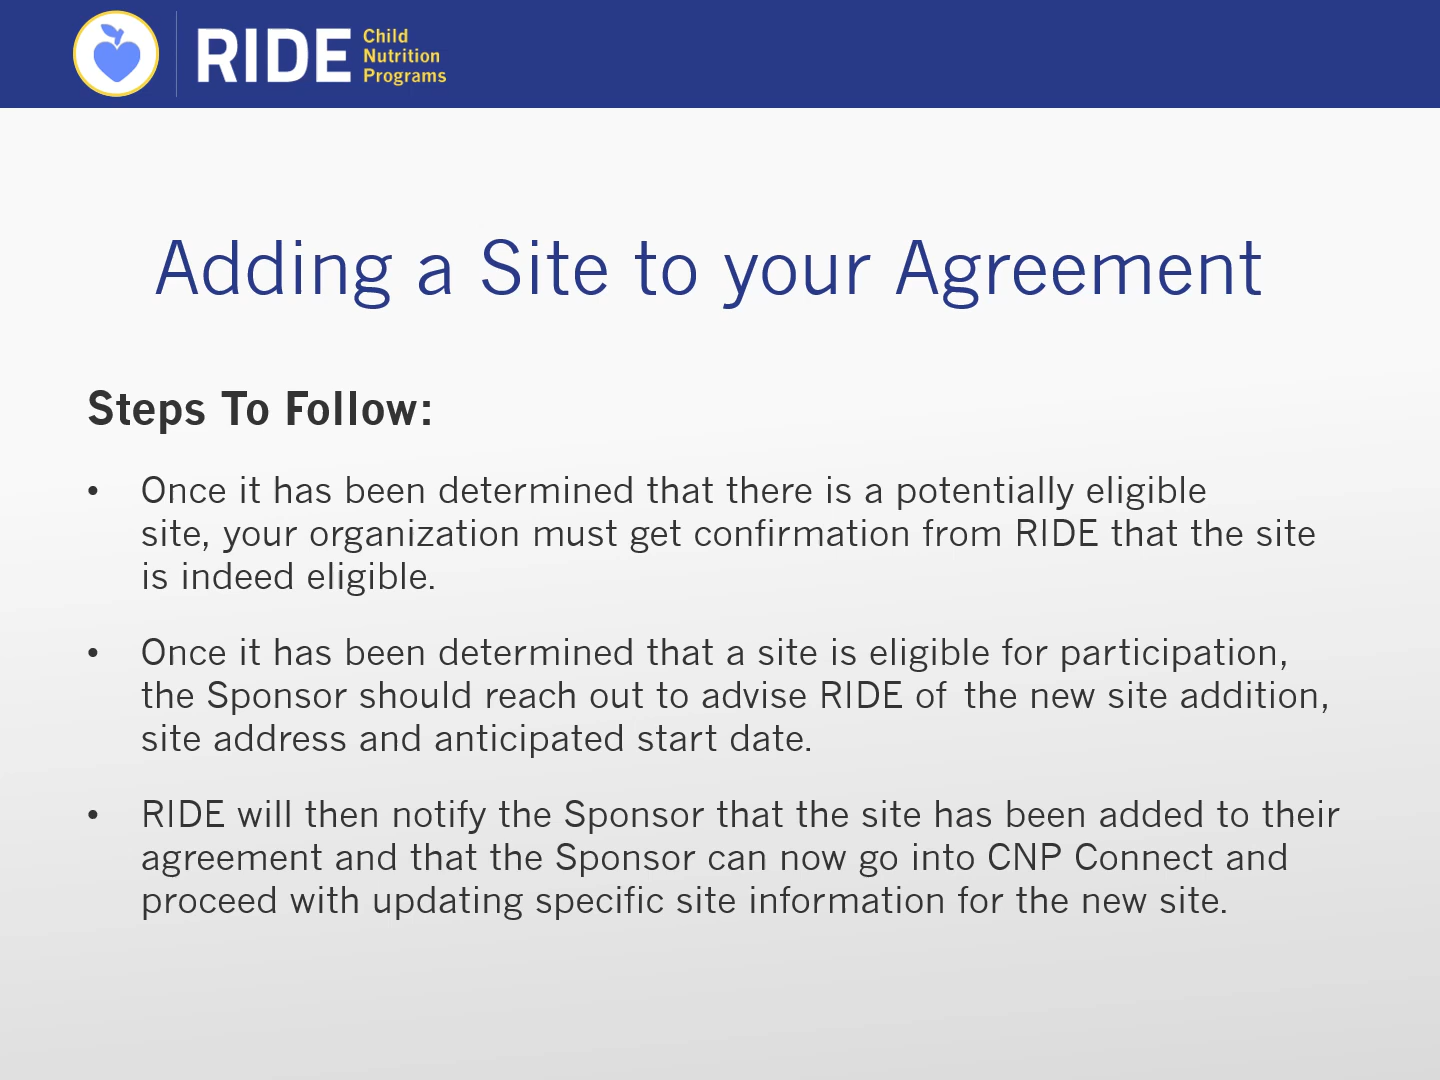 RIDE
Child
Nutrition
Programs
Adding a Site to your Agreement
Steps To Follow:
• Once it has been determined that there is a potentially eligible
site, your organization must get confirmation from RIDE that the site
is indeed eligible.
• Once it has been determined that a site is eligible for participation,
the Sponsor should reach out to advise RIDE of the new site addition,
site address and anticipated start date.
• RIDE will then notify the Sponsor that the site has been added to their
agreement and that the Sponsor can now go into CNP Connect and
proceed with updating specific site information for the new site.